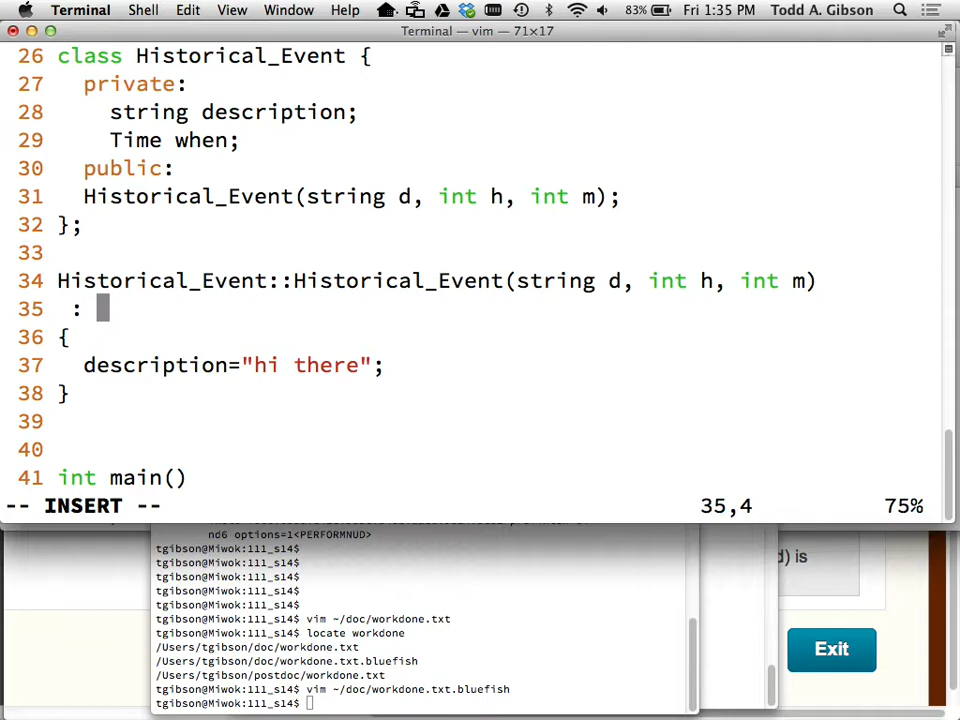 Terminal Shell Edit View Window Help 83% Fri 1:35 PM Todd A. Gibson
Terminal — vim — 71×17
26 class Historical_Event {
27   private:
28     string description;
29     Time when;
30   public:
31   Historical_Event(string d, int h, int m);
32 };
33
34 Historical_Event::Historical_Event(string d, int h, int m)
35  :
36 {
37   description="hi there";
38 }
39
40
41 int main()
-- INSERT -- 35,4 75%
nd6 options=1<PERFORMNUD>
tgibson@Miwok:111_s14$
tgibson@Miwok:111_s14$
tgibson@Miwok:111_s14$
tgibson@Miwok:111_s14$
tgibson@Miwok:111_s14$
tgibson@Miwok:111_s14$ vim ~/doc/workdone.txt
tgibson@Miwok:111_s14$ locate workdone
/Users/tgibson/doc/workdone.txt
/Users/tgibson/doc/workdone.txt.bluefish
/Users/tgibson/postdoc/workdone.txt
tgibson@Miwok:111_s14$ vim ~/doc/workdone.txt.bluefish
tgibson@Miwok:111_s14$
d) is
Exit